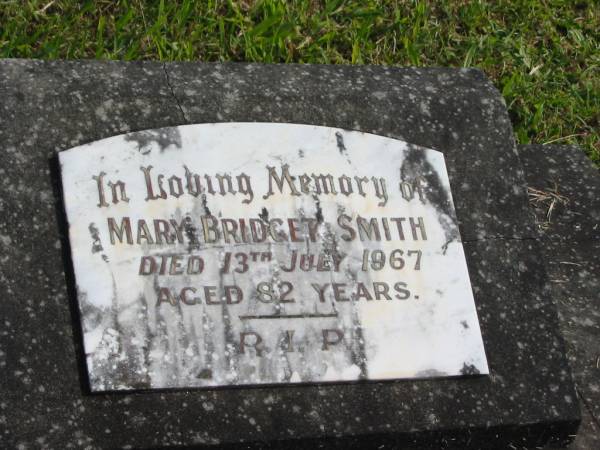 In Loving Memory of
MARY BRIDGET SMITH
DIED 13TH JULY 1967
AGED 82 YEARS.
R.I.P.